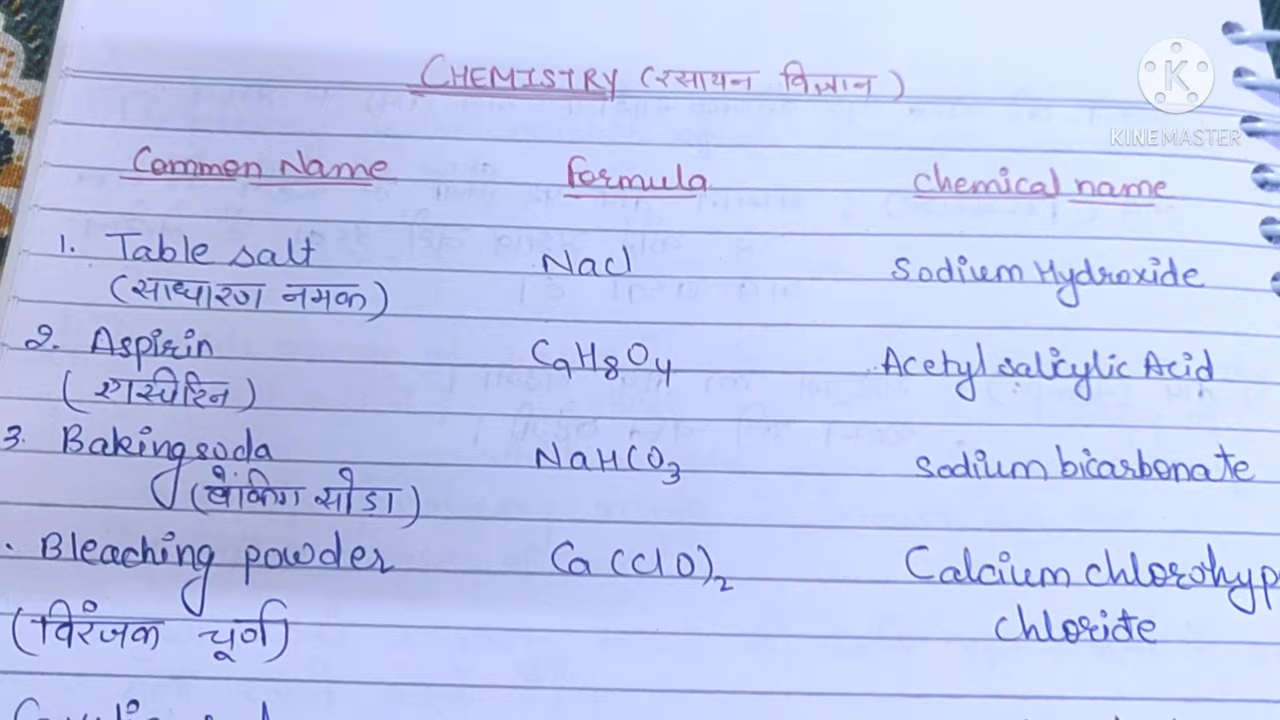 CHEMISTRY (रसायन विज्ञान)
K
KINEMASTER
Common Name Formula Chemical name
1. Table salt NaCl Sodium Hydroxide
(साधारण नमक)
2. Aspirin C9H8O4 Acetyl salicylic Acid
(एस्पिरिन)
3. Baking soda NaHCO3 Sodium bicarbonate
(बेकिंग सोडा)
. Bleaching powder Ca(ClO)2 Calcium chlorohyp
chloride
(विरंजक चूर्ण)